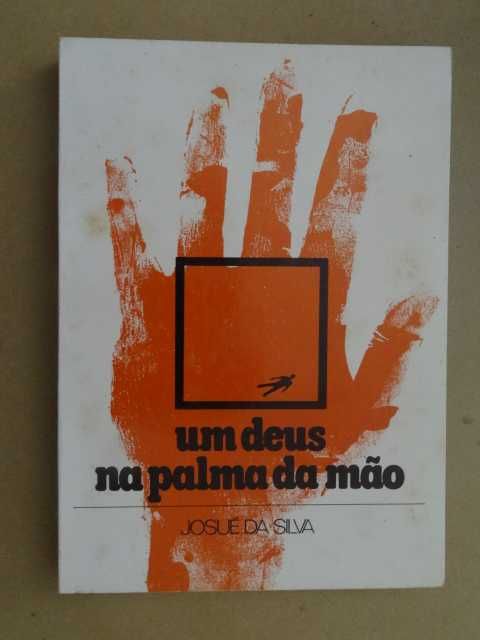 um deus
na palma da mão
JOSUÉ DA SILVA